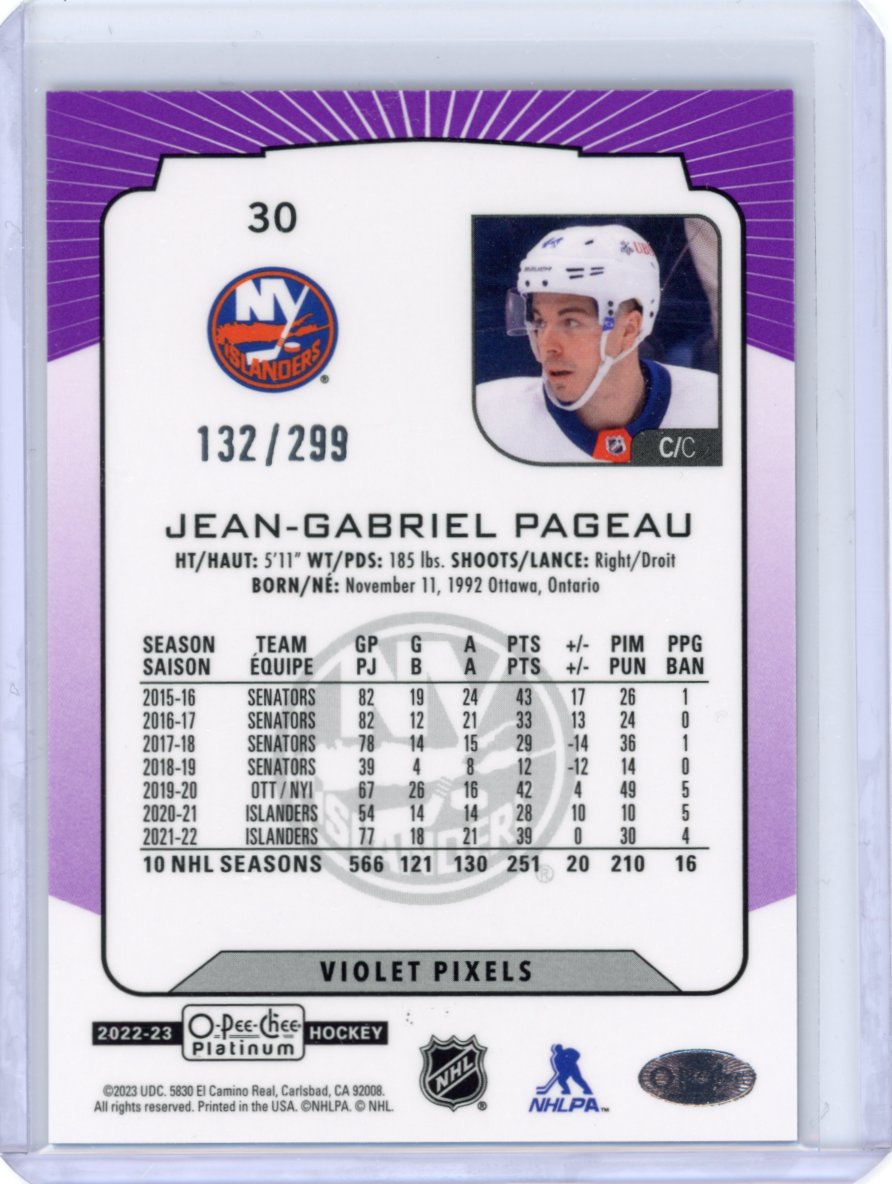 30
NY
ISLANDERS
®
132/299
UBS
BAUER
NHL
C/C
JEAN-GABRIEL PAGEAU
HT/HAUT: 5'11" WT/PDS: 185 lbs. SHOOTS/LANCE: Right/Droit
BORN/NÉ: November 11, 1992 Ottawa, Ontario
SEASON TEAM GP G A PTS +/- PIM PPG
SAISON ÉQUIPE PJ B A PTS +/- PUN BAN
2015-16 SENATORS 82 19 24 43 17 26 1
2016-17 SENATORS 82 12 21 33 13 24 0
2017-18 SENATORS 78 14 15 29 -14 36 1
2018-19 SENATORS 39 4 8 12 -12 14 0
2019-20 OTT / NYI 67 26 16 42 4 49 5
2020-21 ISLANDERS 54 14 14 28 10 10 5
2021-22 ISLANDERS 77 18 21 39 0 30 4
10 NHL SEASONS 566 121 130 251 20 210 16
NY
ISLANDERS
®
VIOLET PIXELS
2022-23 O-Pee-Chee Platinum HOCKEY
NHL ®
NHLPA™
©2023 UDC. 5830 El Camino Real, Carlsbad, CA 92008.
All rights reserved. Printed in the USA. ©NHLPA. © NHL.